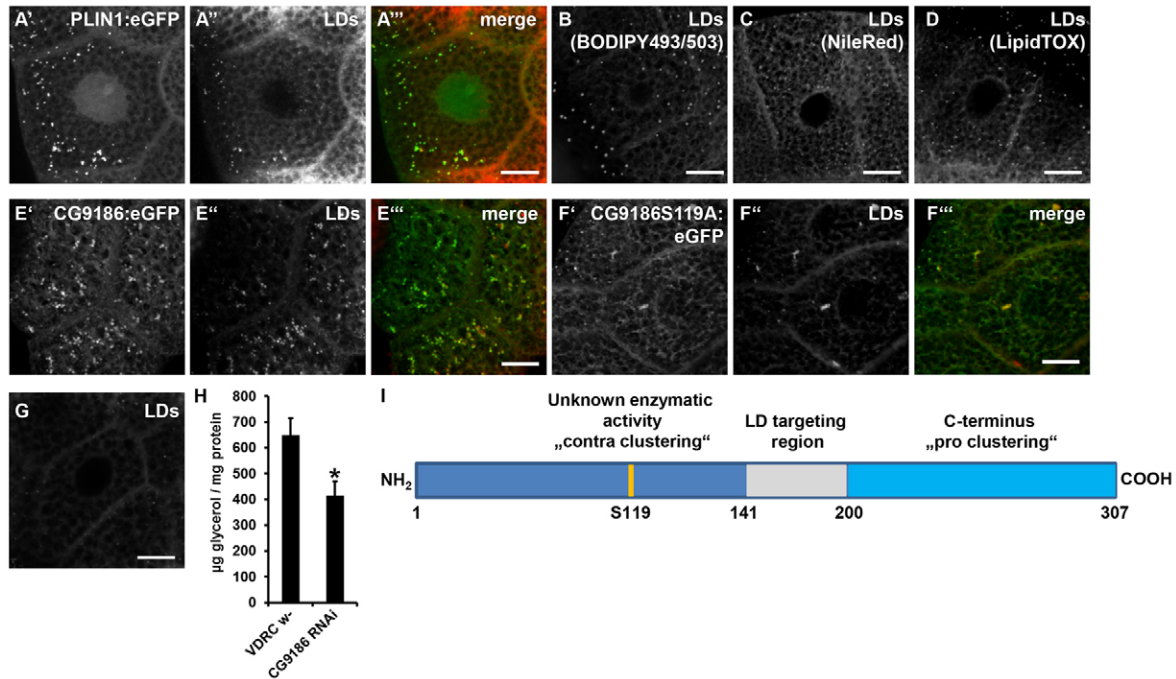 A' PLIN1:eGFP
A'' LDs
A''' merge
B LDs
(BODIPY493/503)
C LDs
(NileRed)
D LDs
(LipidTOX)
E' CG9186:eGFP
E'' LDs
E''' merge
F' CG9186S119A:
eGFP
F'' LDs
F''' merge
G LDs
H
µg glycerol / mg protein
800
700
600
500
400
300
200
100
0
*
VDRC w-
CG9186 RNAi
I
Unknown enzymatic
activity
„contra clustering“
LD targeting
region
C-terminus
„pro clustering“
NH2
COOH
1
S119
141
200
307